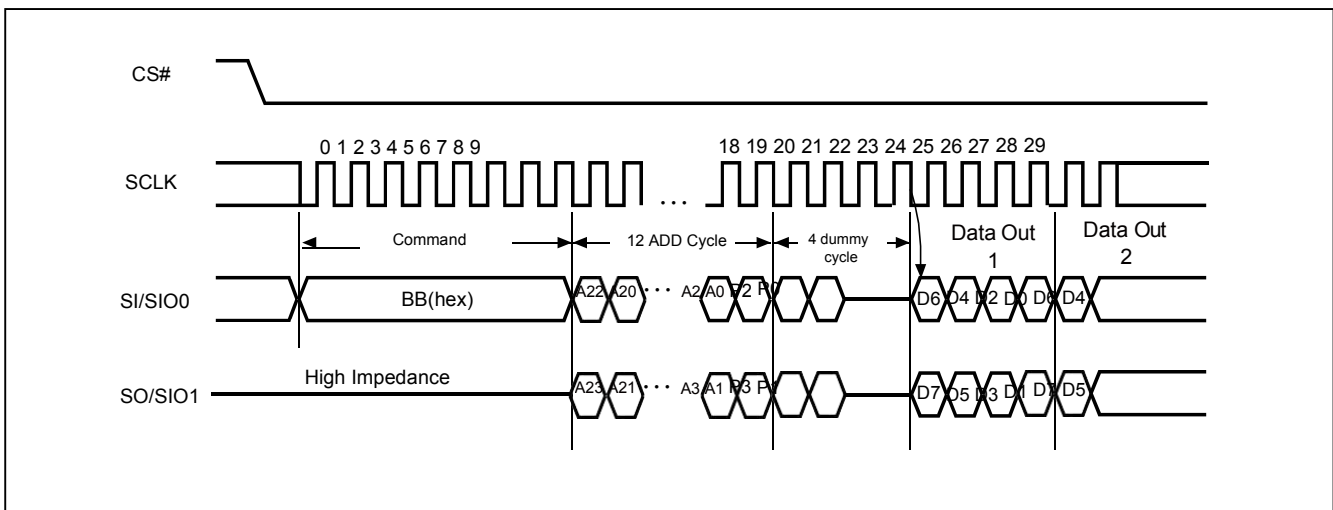 CS#
0 1 2 3 4 5 6 7 8 9
18 19 20 21 22 23 24 25 26 27 28 29
SCLK
...
Command
12 ADD Cycle
4 dummy
cycle
Data Out
1
Data Out
2
SI/SIO0
BB(hex)
A22 A20 ... A2 A0 P2 P0
D6 D4 D2 D0 D6 D4
High Impedance
SO/SIO1
A23 A21 ... A3 A1 P3 P1
D7 D5 D3 D1 D7 D5